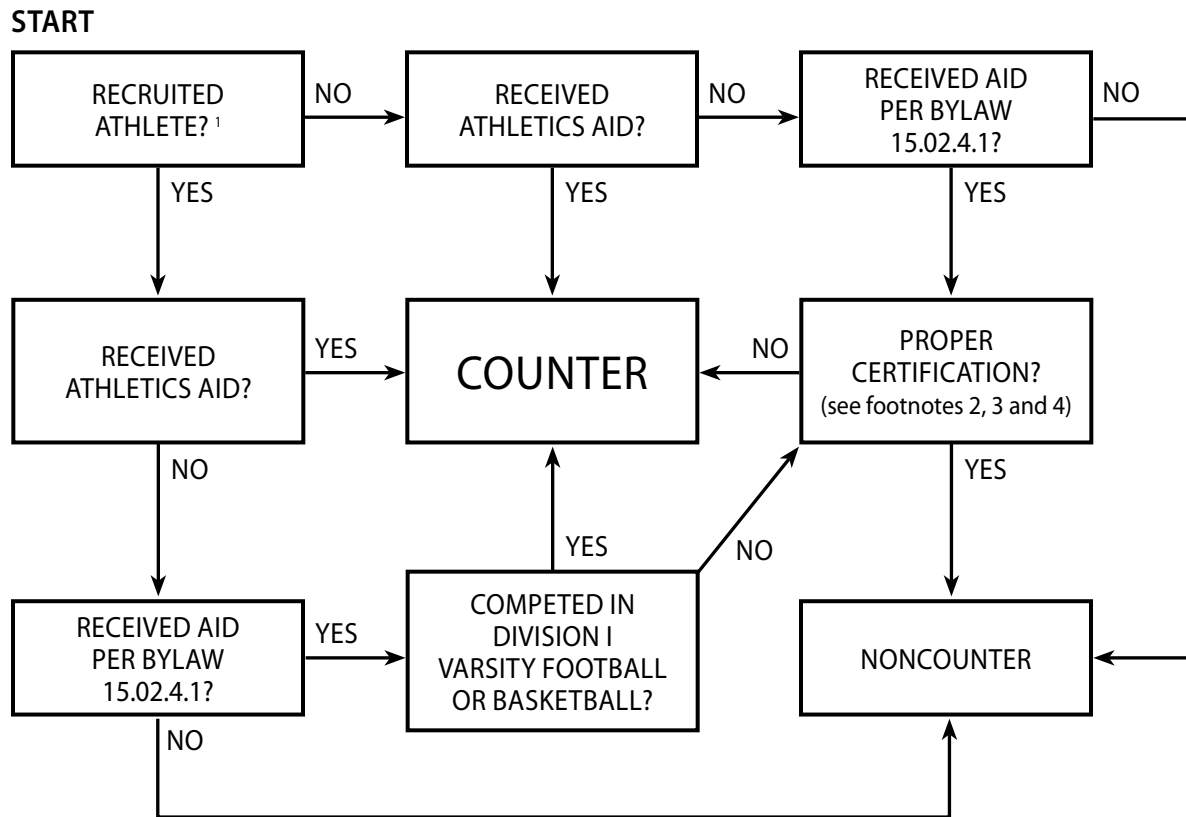 START
RECRUITED
ATHLETE? 1
NO
RECEIVED
ATHLETICS AID?
NO
RECEIVED AID
PER BYLAW
15.02.4.1?
NO
YES
YES
YES
RECEIVED
ATHLETICS AID?
YES
COUNTER
NO
PROPER
CERTIFICATION?
(see footnotes 2, 3 and 4)
NO
YES
NO
YES
RECEIVED AID
PER BYLAW
15.02.4.1?
YES
COMPETED IN
DIVISION I
VARSITY FOOTBALL
OR BASKETBALL?
NONCOUNTER
NO